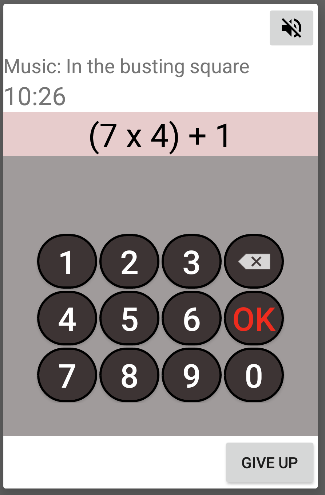 Music: In the busting square
10:26
(7 x 4) + 1
1 2 3
4 5 6 OK
7 8 9 0
GIVE UP